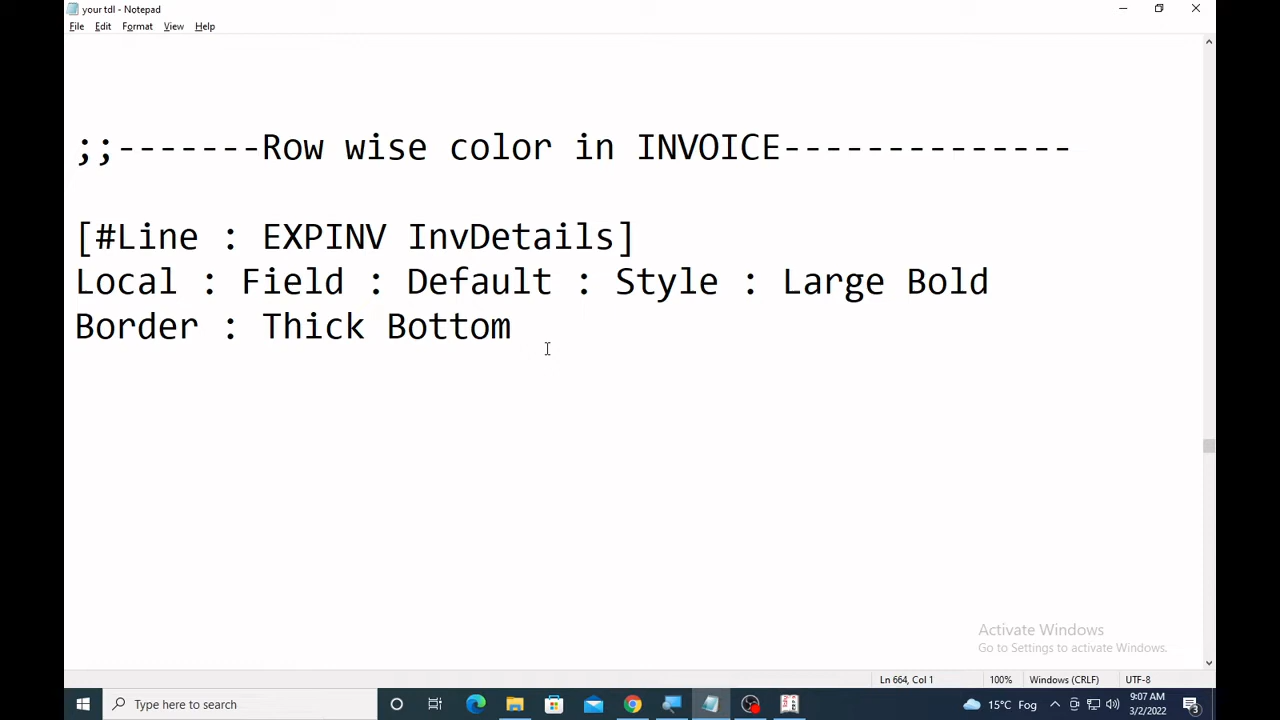 your tdl - Notepad
File Edit Format View Help
;;-------Row wise color in INVOICE--------------
[#Line : EXPINV InvDetails]
Local : Field : Default : Style : Large Bold
Border : Thick Bottom
Activate Windows
Go to Settings to activate Windows.
Ln 664, Col 1 100% Windows (CRLF) UTF-8
Type here to search
15°C Fog
9:07 AM
3/2/2022
3